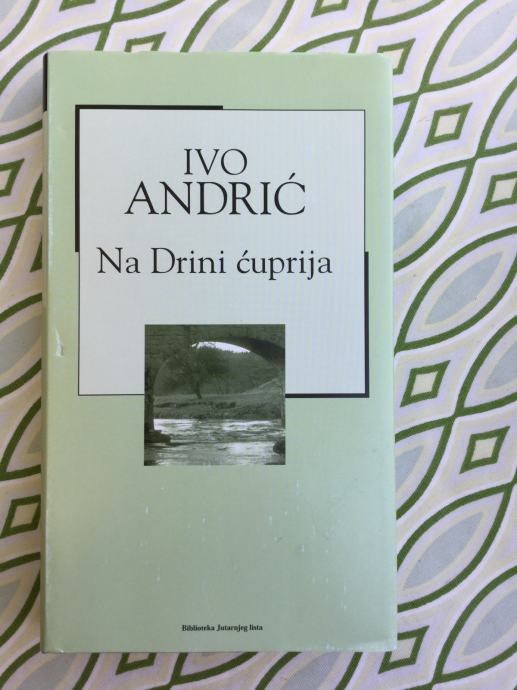 IVO
ANDRIĆ
Na Drini ćuprija
Biblioteka Jutarnjeg lista